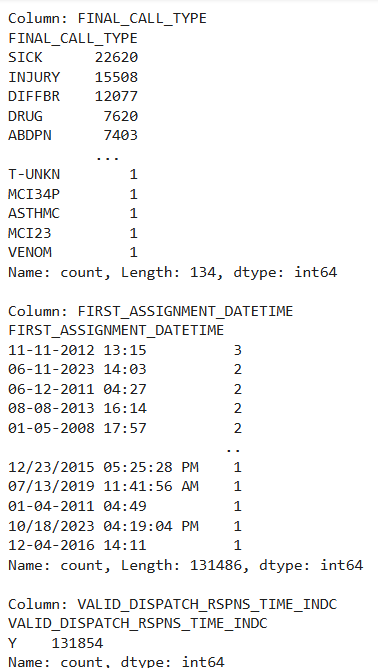 Column: FINAL_CALL_TYPE
FINAL_CALL_TYPE
SICK 22620
INJURY 15508
DIFFBR 12077
DRUG 7620
ABDPN 7403
...
T-UNKN 1
MCI34P 1
ASTHMC 1
MCI23 1
VENOM 1
Name: count, Length: 134, dtype: int64
Column: FIRST_ASSIGNMENT_DATETIME
FIRST_ASSIGNMENT_DATETIME
11-11-2012 13:15 3
06-11-2023 14:03 2
06-12-2011 04:27 2
08-08-2013 16:14 2
01-05-2008 17:57 2
..
12/23/2015 05:25:28 PM 1
07/13/2019 11:41:56 AM 1
01-04-2011 04:49 1
10/18/2023 04:19:04 PM 1
12-04-2016 14:11 1
Name: count, Length: 131486, dtype: int64
Column: VALID_DISPATCH_RSPNS_TIME_INDC
VALID_DISPATCH_RSPNS_TIME_INDC
Y 131854
Name: count, dtype: int64